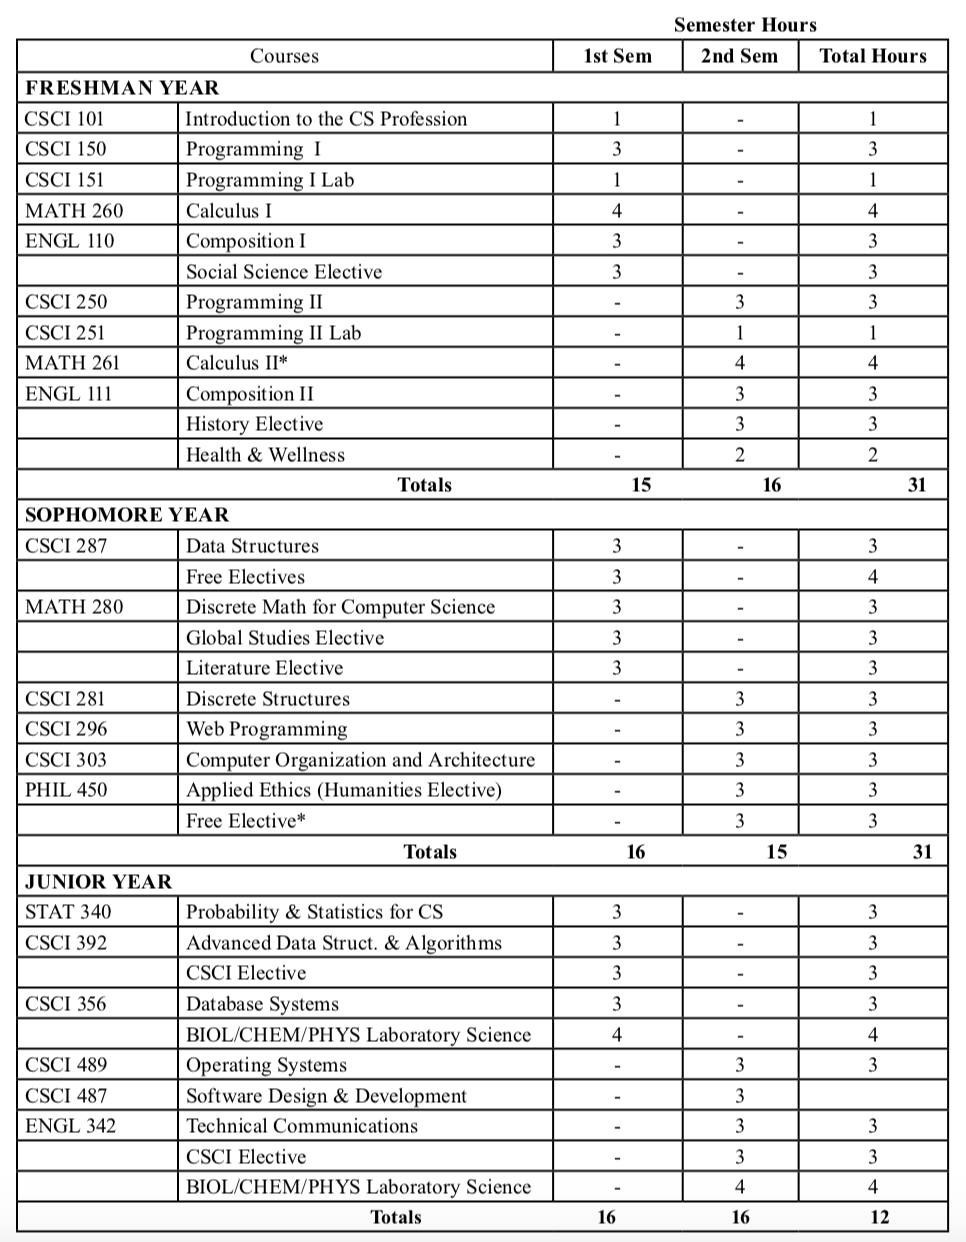 Semester Hours
Courses 1st Sem 2nd Sem Total Hours
FRESHMAN YEAR
CSCI 101 Introduction to the CS Profession 1 - 1
CSCI 150 Programming I 3 - 3
CSCI 151 Programming I Lab 1 - 1
MATH 260 Calculus I 4 - 4
ENGL 110 Composition I 3 - 3
Social Science Elective 3 - 3
CSCI 250 Programming II - 3 3
CSCI 251 Programming II Lab - 1 1
MATH 261 Calculus II* - 4 4
ENGL 111 Composition II - 3 3
History Elective - 3 3
Health & Wellness - 2 2
Totals 15 16 31
SOPHOMORE YEAR
CSCI 287 Data Structures 3 - 3
Free Electives 3 - 4
MATH 280 Discrete Math for Computer Science 3 - 3
Global Studies Elective 3 - 3
Literature Elective 3 - 3
CSCI 281 Discrete Structures - 3 3
CSCI 296 Web Programming - 3 3
CSCI 303 Computer Organization and Architecture - 3 3
PHIL 450 Applied Ethics (Humanities Elective) - 3 3
Free Elective* - 3 3
Totals 16 15 31
JUNIOR YEAR
STAT 340 Probability & Statistics for CS 3 - 3
CSCI 392 Advanced Data Struct. & Algorithms 3 - 3
CSCI Elective 3 - 3
CSCI 356 Database Systems 3 - 3
BIOL/CHEM/PHYS Laboratory Science 4 - 4
CSCI 489 Operating Systems - 3 3
CSCI 487 Software Design & Development - 3
ENGL 342 Technical Communications - 3 3
CSCI Elective - 3 3
BIOL/CHEM/PHYS Laboratory Science - 4 4
Totals 16 16 12